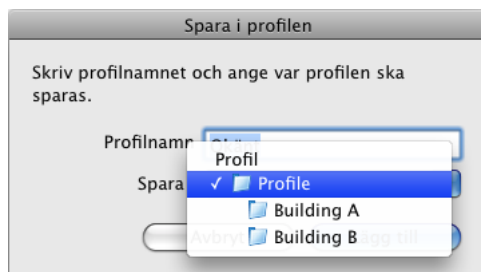 Spara i profilen
Skriv profilnamnet och ange var profilen ska
sparas.
Profilnamn
Profil
Spara ✓ Profile
Building A
Building B